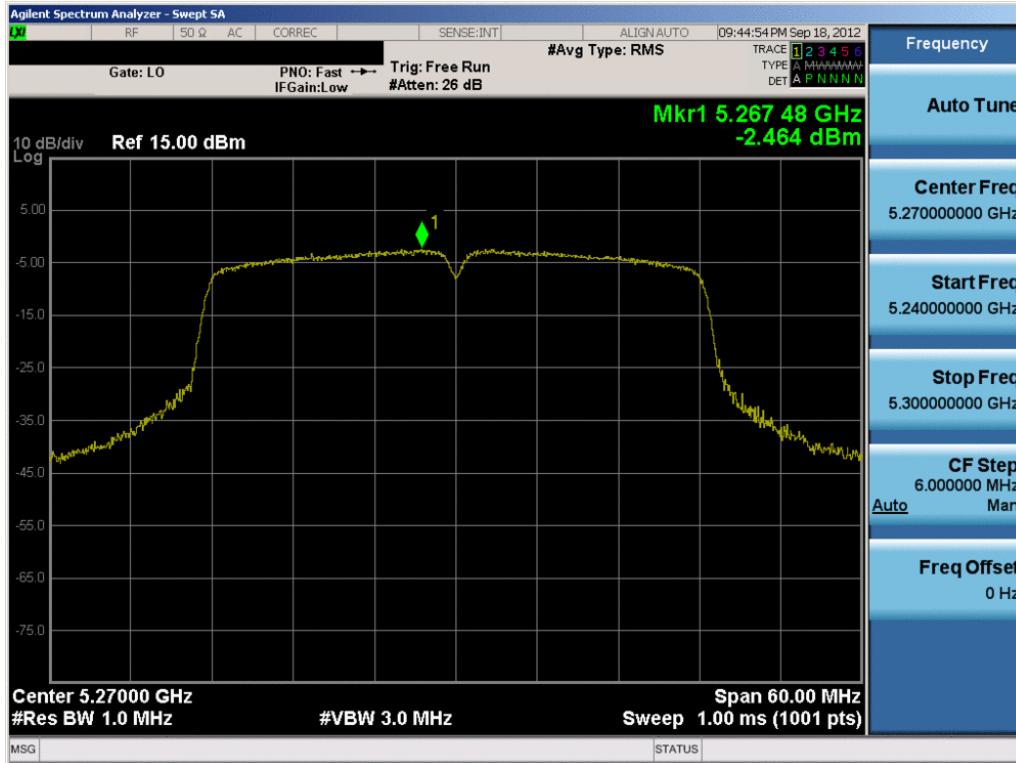 Agilent Spectrum Analyzer - Swept SA
LXI RF 50 Ω AC CORREC SENSE:INT ALIGN AUTO 09:44:54 PM Sep 18, 2012
#Avg Type: RMS TRACE 1 2 3 4 5 6
TYPE A M W W W W W
DET A P N N N N
Gate: LO PNO: Fast Trig: Free Run
IFGain:Low #Atten: 26 dB
Mkr1 5.267 48 GHz
-2.464 dBm
10 dB/div Ref 15.00 dBm
Log
1
5.00
-5.00
-15.0
-25.0
-35.0
-45.0
-55.0
-65.0
-75.0
Center 5.27000 GHz Span 60.00 MHz
#Res BW 1.0 MHz #VBW 3.0 MHz Sweep 1.00 ms (1001 pts)
MSG STATUS
Frequency
Auto Tune
Center Freq
5.270000000 GHz
Start Freq
5.240000000 GHz
Stop Freq
5.300000000 GHz
CF Step
6.000000 MHz
Auto Man
Freq Offset
0 Hz